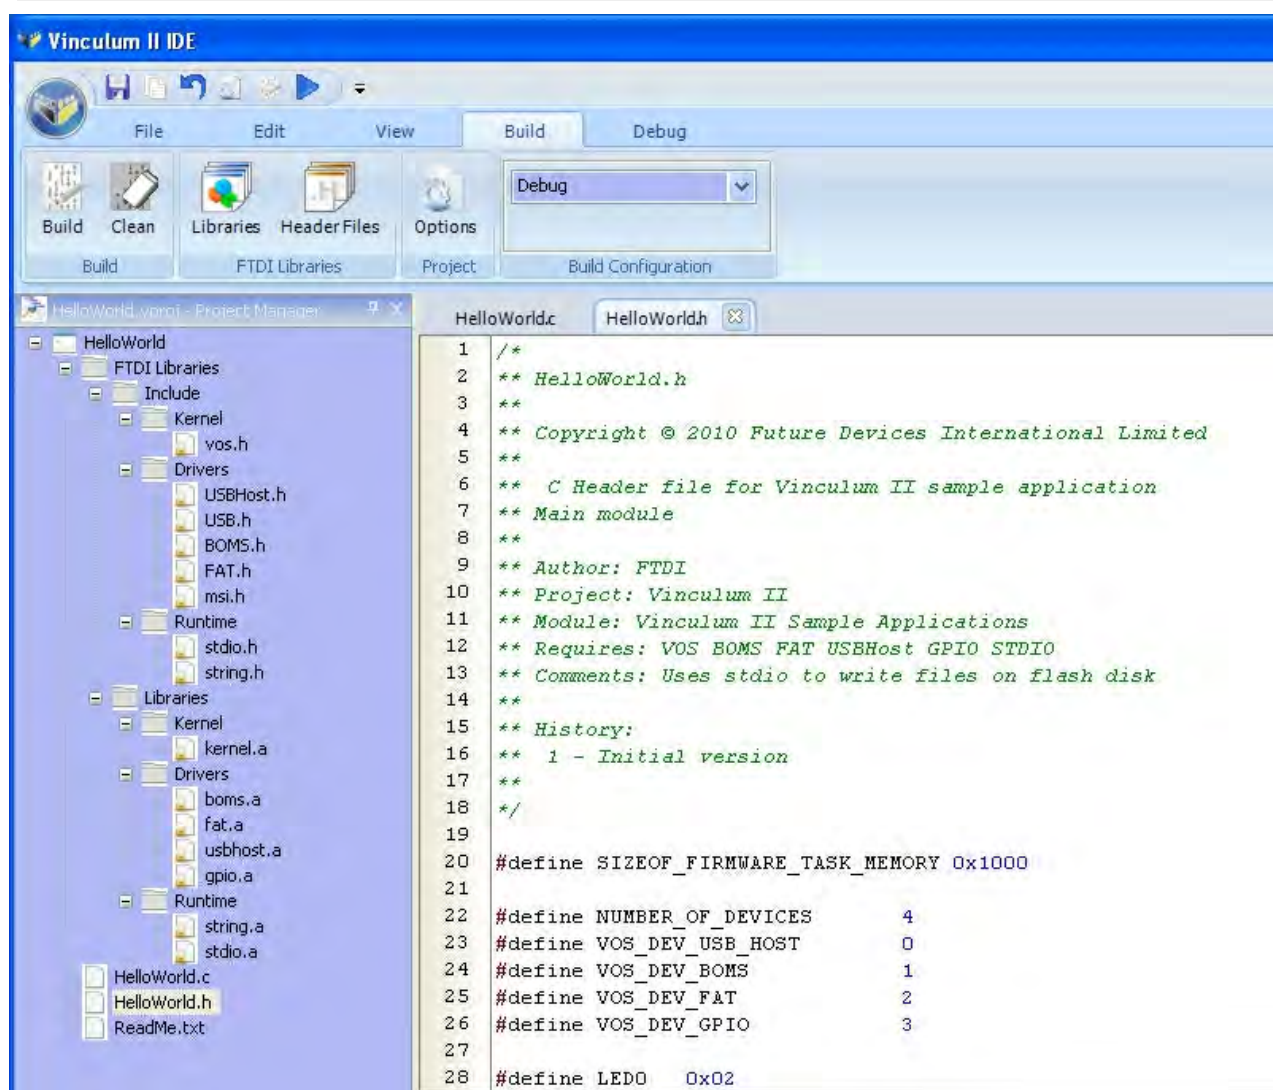 Vinculum II IDE
File Edit View Build Debug
Debug
Build Clean Libraries Header Files Options
Build FTDI Libraries Project Build Configuration
HelloWorld.vproj - Project Manager
HelloWorld
FTDI Libraries
Include
Kernel
vos.h
Drivers
USBHost.h
USB.h
BOMS.h
FAT.h
msi.h
Runtime
stdio.h
string.h
Libraries
Kernel
kernel.a
Drivers
boms.a
fat.a
usbhost.a
gpio.a
Runtime
string.a
stdio.a
HelloWorld.c
HelloWorld.h
ReadMe.txt
HelloWorld.c HelloWorld.h
1 /*
2 ** HelloWorld.h
3 **
4 ** Copyright © 2010 Future Devices International Limited
5 **
6 ** C Header file for Vinculum II sample application
7 ** Main module
8 **
9 ** Author: FTDI
10 ** Project: Vinculum II
11 ** Module: Vinculum II Sample Applications
12 ** Requires: VOS BOMS FAT USBHost GPIO STDIO
13 ** Comments: Uses stdio to write files on flash disk
14 **
15 ** History:
16 ** 1 - Initial version
17 **
18 */
19
20 #define SIZEOF_FIRMWARE_TASK_MEMORY 0x1000
21
22 #define NUMBER_OF_DEVICES 4
23 #define VOS_DEV_USB_HOST 0
24 #define VOS_DEV_BOMS 1
25 #define VOS_DEV_FAT 2
26 #define VOS_DEV_GPIO 3
27
28 #define LED0 0x02